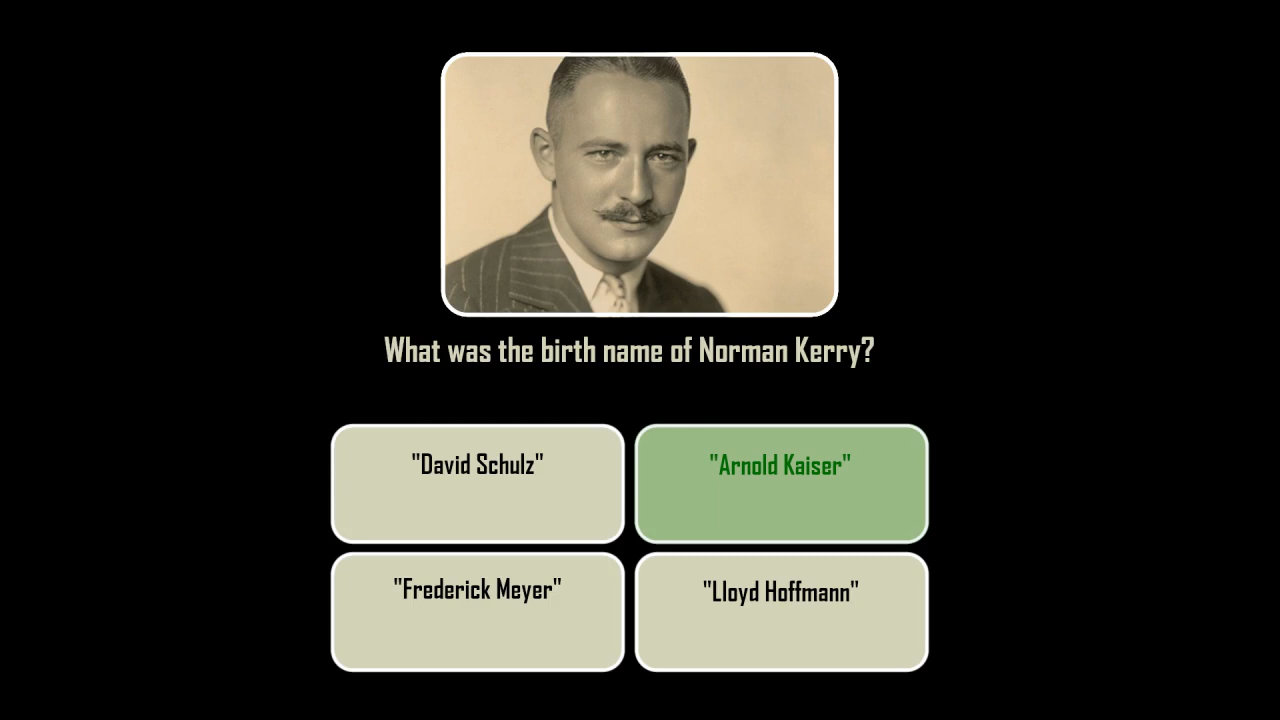 What was the birth name of Norman Kerry?
"David Schulz"
"Arnold Kaiser"
"Frederick Meyer"
"Lloyd Hoffmann"